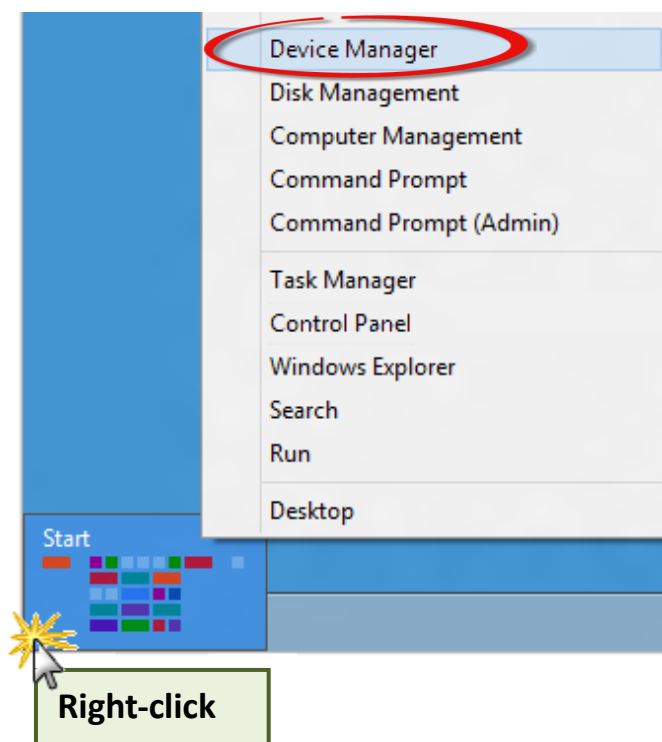 Device Manager
Disk Management
Computer Management
Command Prompt
Command Prompt (Admin)
Task Manager
Control Panel
Windows Explorer
Search
Run
Desktop
Start
Right-click